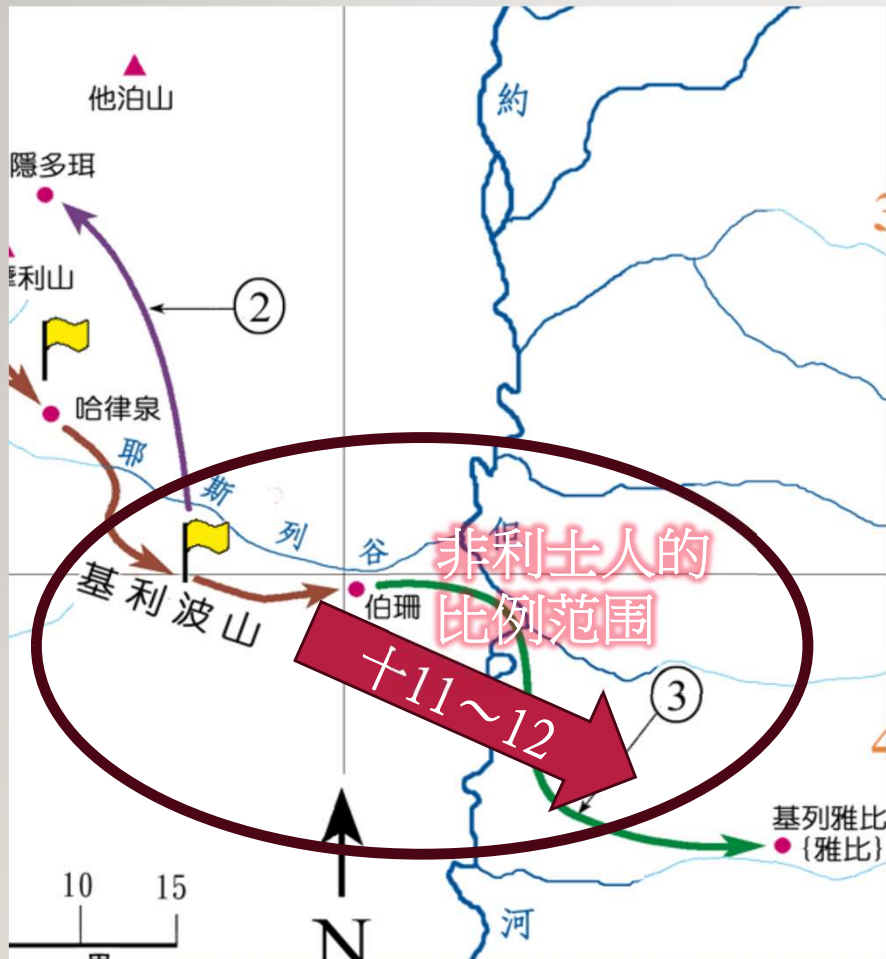 他泊山
隱多珥
利山
②
哈律泉
耶斯列谷
約
河
非利士人的
比例范围
基利波山
伯珊
十11～12
③
基列雅比
{雅比}
10 15
N